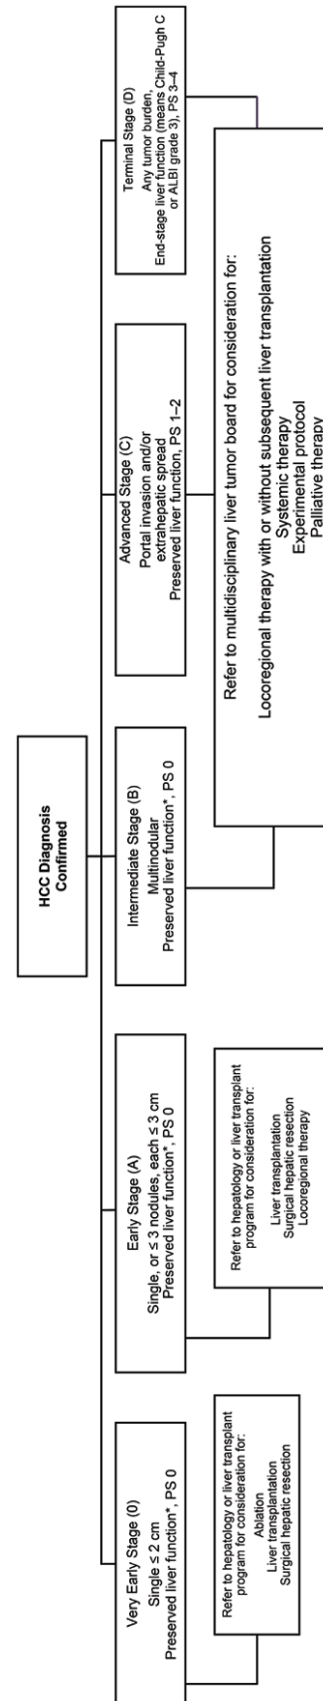 HCC Diagnosis
Confirmed
Very Early Stage (0)
Single ≤ 2 cm
Preserved liver function*, PS 0
Early Stage (A)
Single, or ≤ 3 nodules, each ≤ 3 cm
Preserved liver function*, PS 0
Intermediate Stage (B)
Multinodular
Preserved liver function*, PS 0
Advanced Stage (C)
Portal invasion and/or
extrahepatic spread
Preserved liver function, PS 1–2
Terminal Stage (D)
Any tumor burden,
End-stage liver function (means Child-Pugh C
or ALBI grade 3), PS 3–4
Refer to hepatology or liver transplant
program for consideration for:
Ablation
Liver transplantation
Surgical hepatic resection
Refer to hepatology or liver transplant
program for consideration for:
Liver transplantation
Surgical hepatic resection
Locoregional therapy
Refer to multidisciplinary liver tumor board for consideration for:
Locoregional therapy with or without subsequent liver transplantation
Systemic therapy
Experimental protocol
Palliative therapy